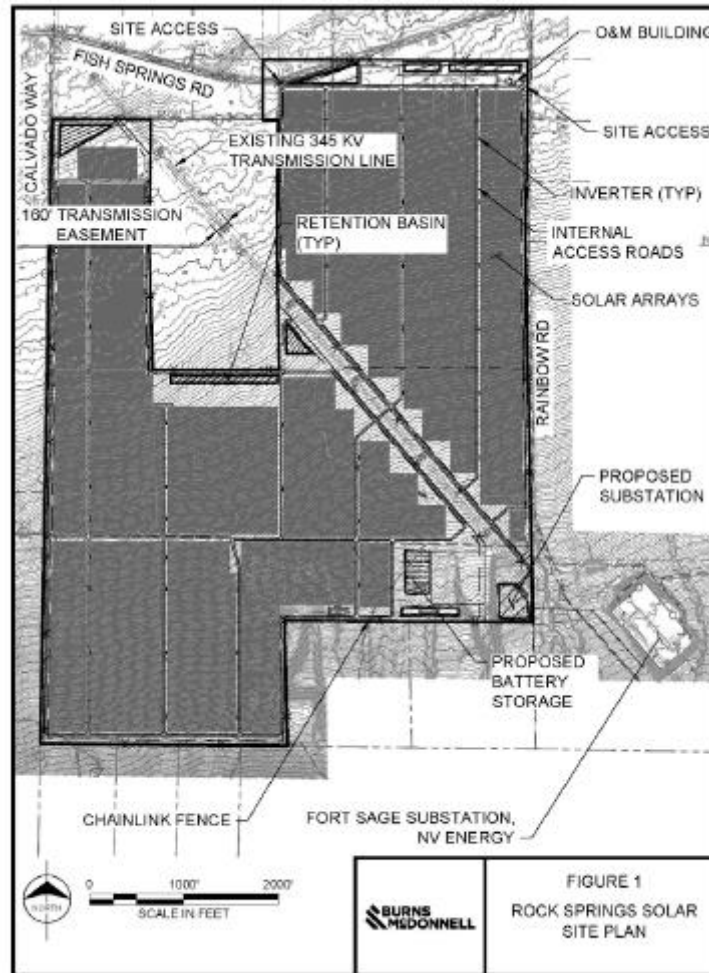 SITE ACCESS
O&M BUILDING
FISH SPRINGS RD
CALVADO WAY
SITE ACCESS
EXISTING 345 KV
TRANSMISSION LINE
INVERTER (TYP)
160' TRANSMISSION
EASEMENT
RETENTION BASIN
(TYP)
INTERNAL
ACCESS ROADS
SOLAR ARRAYS
RAINBOW RD
PROPOSED
SUBSTATION
PROPOSED
BATTERY
STORAGE
CHAINLINK FENCE
FORT SAGE SUBSTATION,
NV ENERGY
NORTH
0 1000' 2000'
SCALE IN FEET
BURNS
MCDONNELL
FIGURE 1
ROCK SPRINGS SOLAR
SITE PLAN